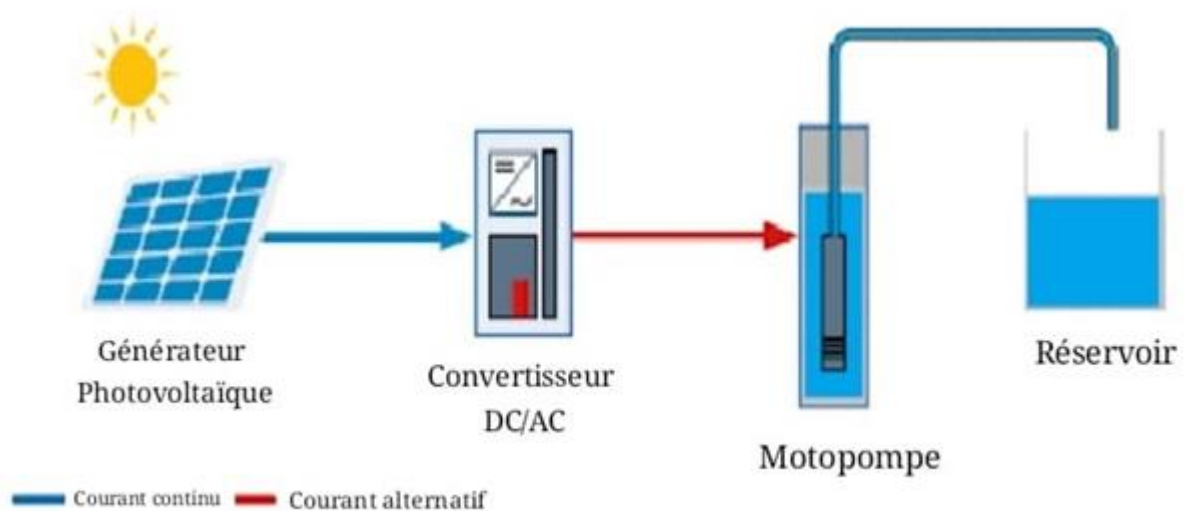 Générateur
Photovoltaïque
Convertisseur
DC/AC
Motopompe
Réservoir
Courant continu
Courant alternatif